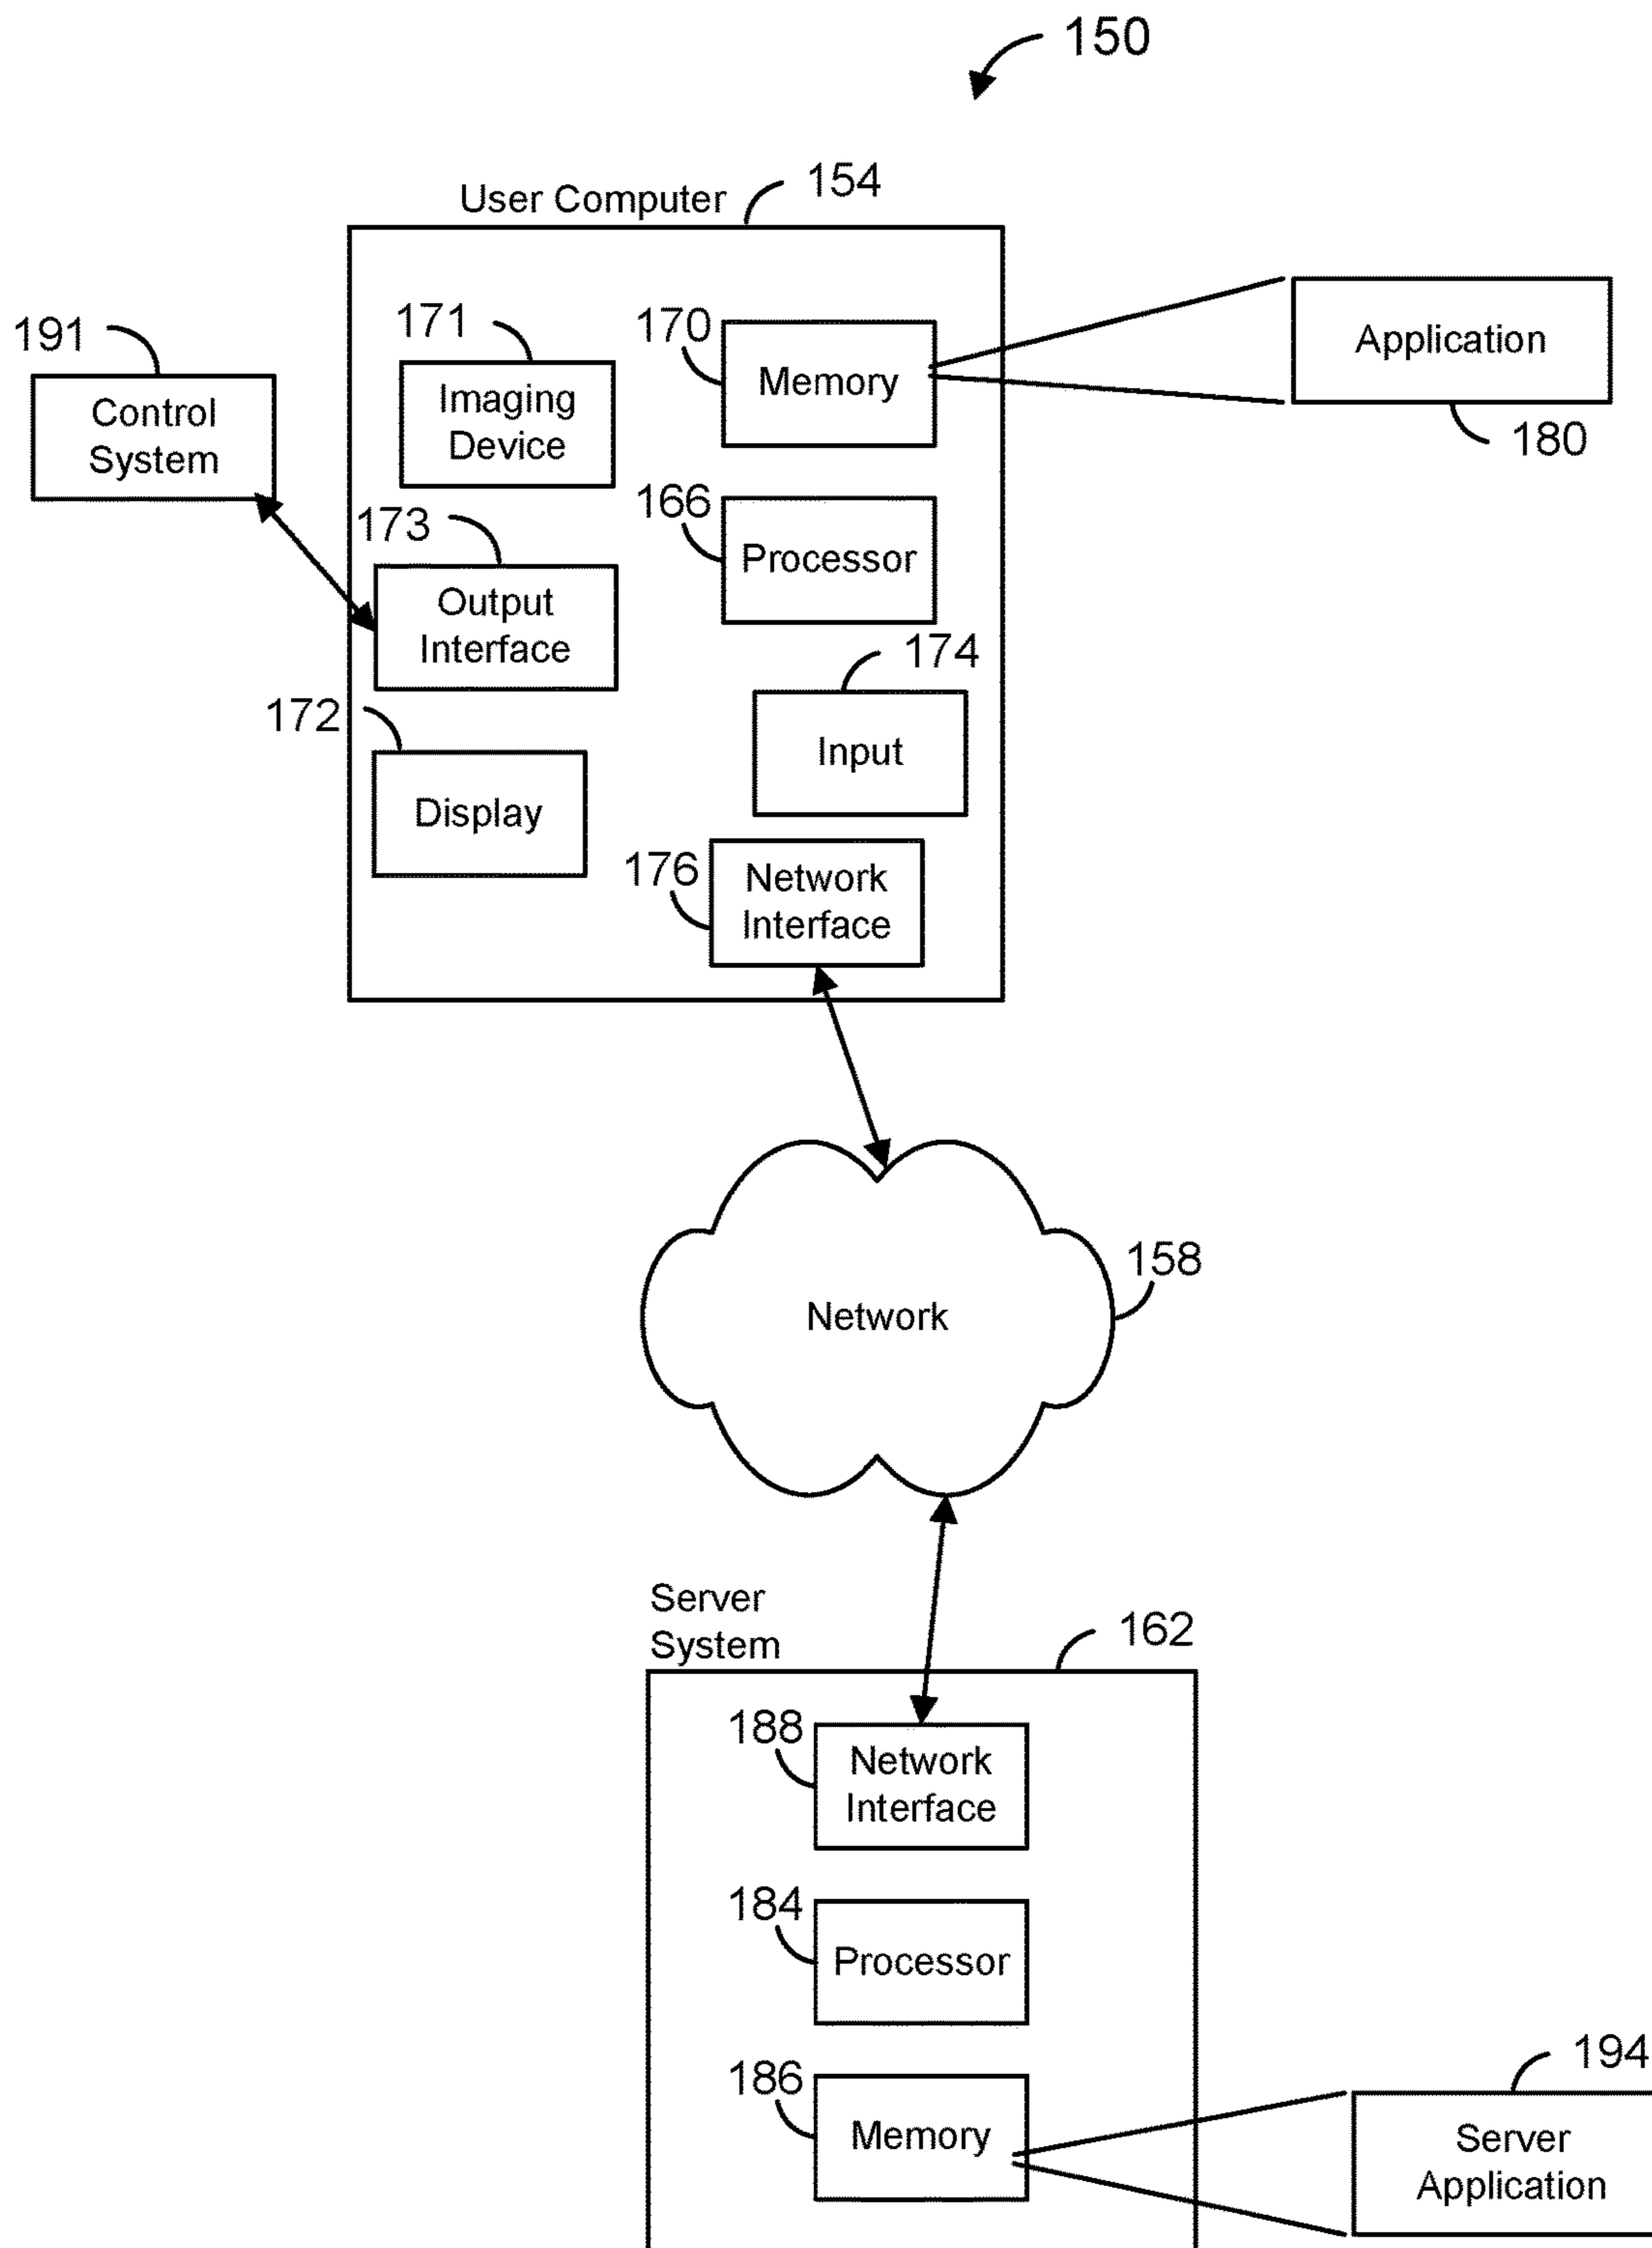 150
User Computer
154
191
Control
System
171
Imaging
Device
170
Memory
Application
180
166
Processor
173
Output
Interface
174
Input
172
Display
176
Network
Interface
158
Network
Server
System
162
188
Network
Interface
184
Processor
186
Memory
194
Server
Application